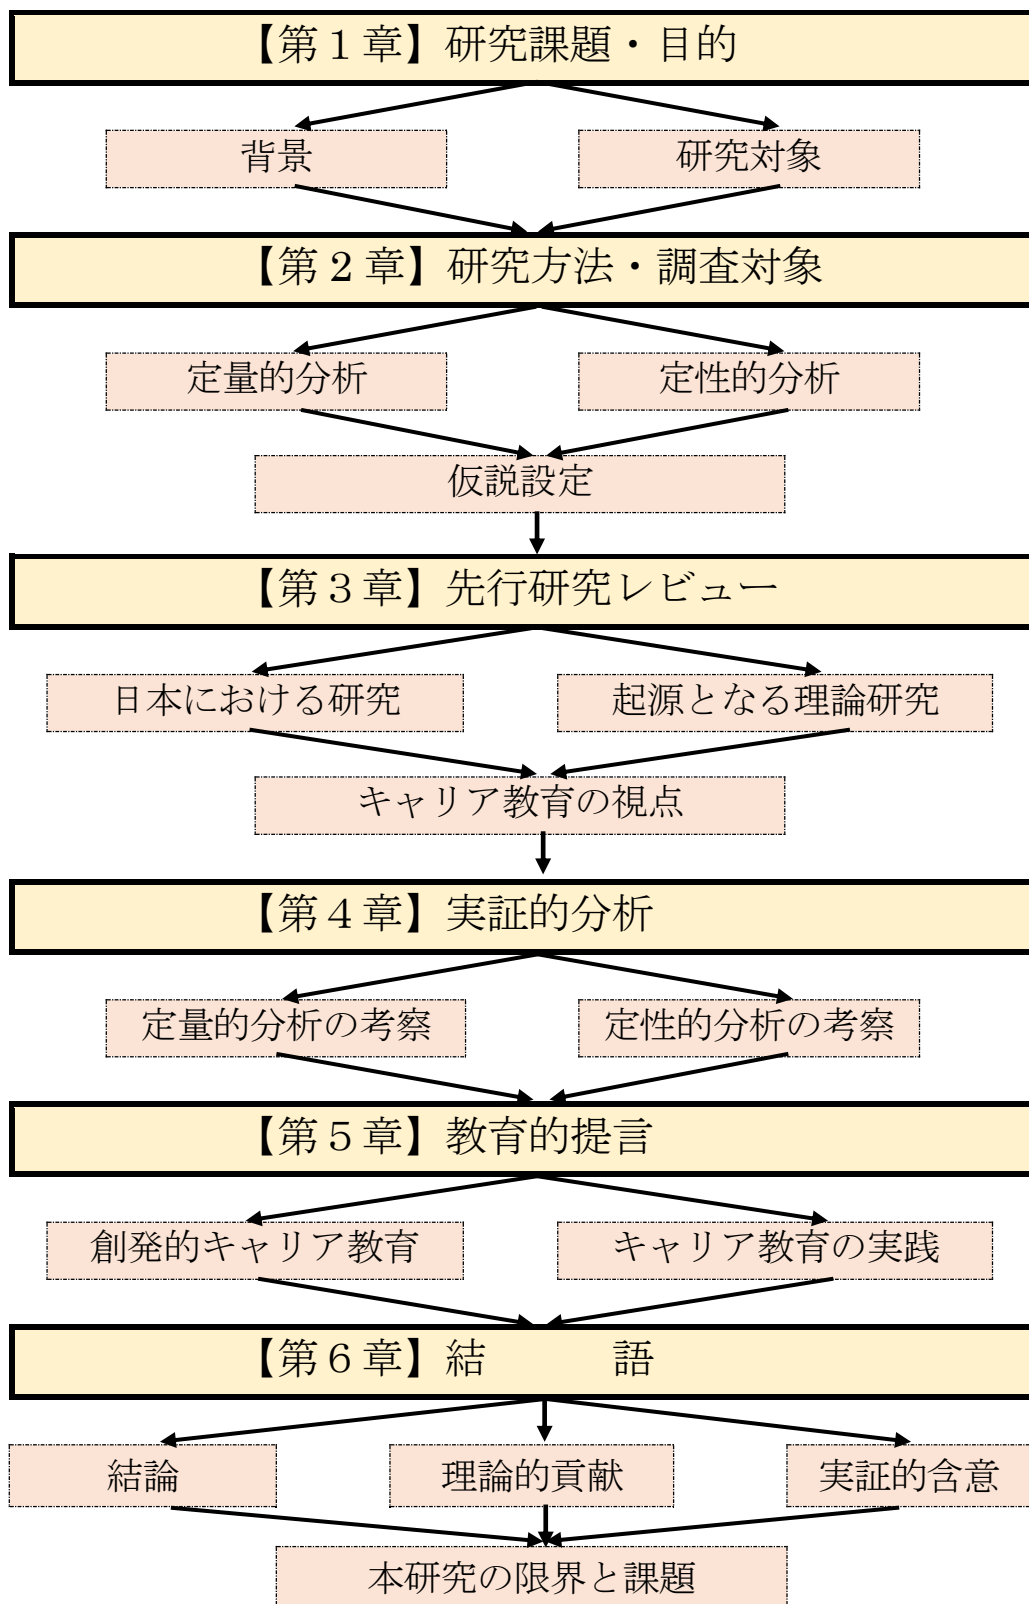 【第１章】研究課題・目的
背景
研究対象
【第２章】研究方法・調査対象
定量的分析
定性的分析
仮説設定
【第３章】先行研究レビュー
日本における研究
起源となる理論研究
キャリア教育の視点
【第４章】実証的分析
定量的分析の考察
定性的分析の考察
【第５章】教育的提言
創発的キャリア教育
キャリア教育の実践
【第６章】結　　　語
結論
理論的貢献
実証的含意
本研究の限界と課題